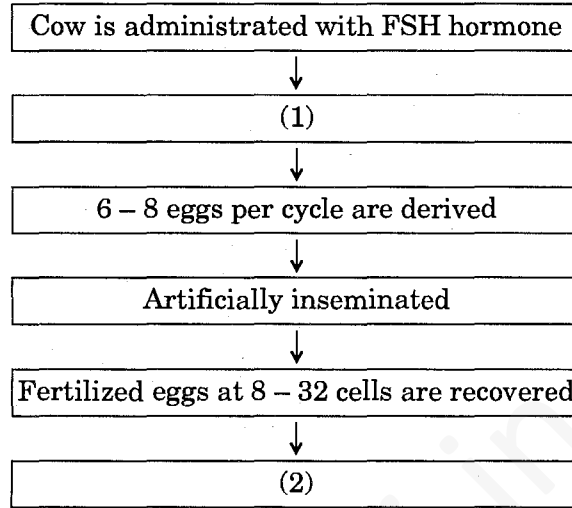 Cow is administrated with FSH hormone
(1)
6 – 8 eggs per cycle are derived
Artificially inseminated
Fertilized eggs at 8 – 32 cells are recovered
(2)